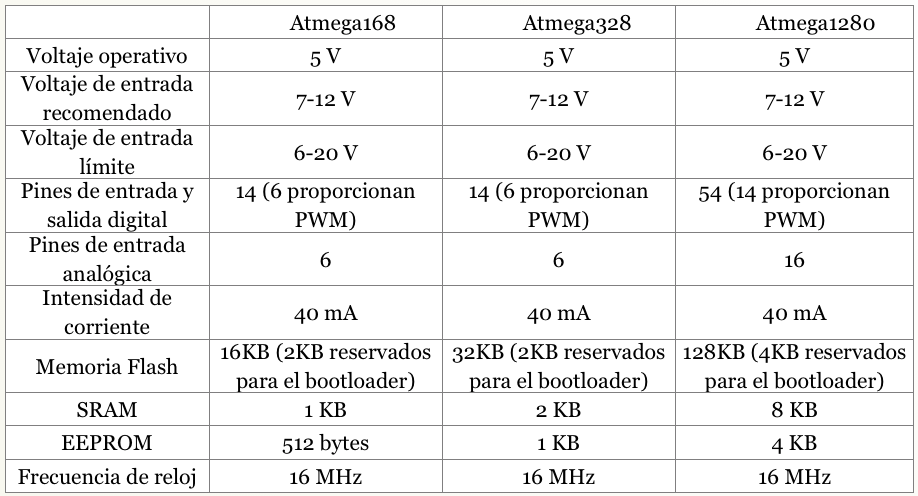 Atmega168 Atmega328 Atmega1280
Voltaje operativo 5 V 5 V 5 V
Voltaje de entrada
recomendado 7-12 V 7-12 V 7-12 V
Voltaje de entrada
límite 6-20 V 6-20 V 6-20 V
Pines de entrada y 14 (6 proporcionan 14 (6 proporcionan 54 (14 proporcionan
salida digital PWM) PWM) PWM)
Pines de entrada
analógica 6 6 16
Intensidad de
corriente 40 mA 40 mA 40 mA
Memoria Flash 16KB (2KB reservados 32KB (2KB reservados 128KB (4KB reservados
para el bootloader) para el bootloader) para el bootloader)
SRAM 1 KB 2 KB 8 KB
EEPROM 512 bytes 1 KB 4 KB
Frecuencia de reloj 16 MHz 16 MHz 16 MHz